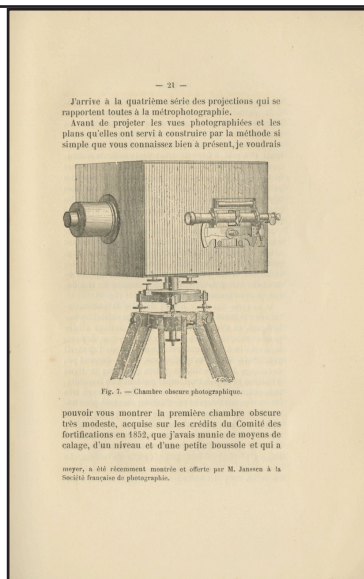 — 21 —
J'arrive à la quatrième série des projections qui se
rapportent toutes à la métrophotographie.
Avant de projeter les vues photographiées et les
plans qu'elles ont servi à construire par la méthode si
simple que vous connaissez bien à présent, je voudrais
Fig. 7. — Chambre obscure photographique.
pouvoir vous montrer la première chambre obscure
très modeste, acquise sur les crédits du Comité des
fortifications en 1852, que j'avais munie de moyens de
calage, d'un niveau et d'une petite boussole et qui a
meyer, a été récemment montrée et offerte par M. Janssen à la
Société française de photographie.